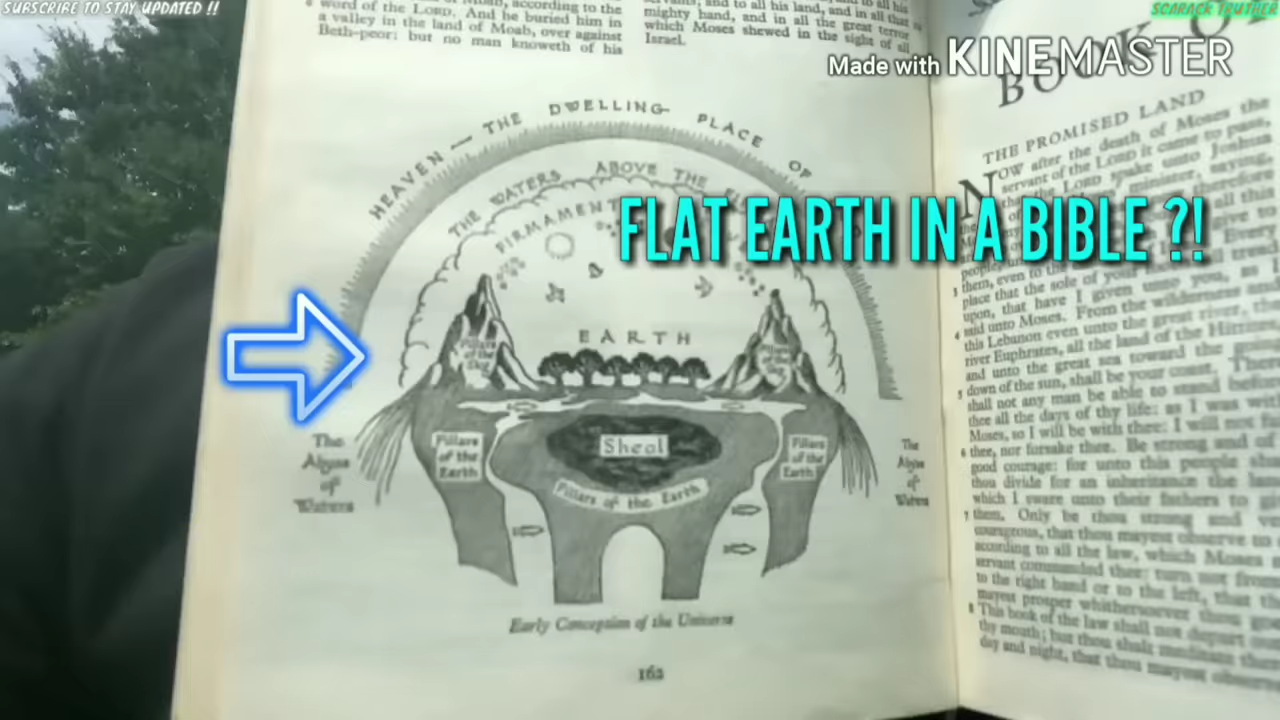 SUBSCRIBE TO STAY UPDATED !!
SCARACK TRUTHER
Made with KINEMASTER
FLAT EARTH IN A BIBLE ?!
word of the LORD. And he buried him in
a valley in the land of Moab, over against
Beth-peor: but no man knoweth of his
mighty hand, and in all the great terror
which Moses shewed in the sight of all
Israel.
HEAVEN — THE DWELLING PLACE OF
THE WATERS ABOVE THE
FIRMAMENT
EARTH
Pillars of the Sky
Pillars of the Sky
The
Abyss
of
Waters
Pillars
of the
Earth
Sheol
Pillars of the Earth
Pillars
of the
Earth
The
Abyss
of
Waters
Early Conception of the Universe
162
BOOK O
THE PROMISED LAND
NOW after the death of Moses the
servant of the LORD it came to pass,
the LORD spake unto Joshua
minister, saying,
place that the sole of your
upon, that have I given unto you, as I
4 said unto Moses. From the wilderness and
this Lebanon even unto the great river, the
river Euphrates, all the land of the Hittites,
and unto the great sea toward the going
5 down of the sun, shall be your coast. There
shall not any man be able to stand before
thee all the days of thy life: as I was with
Moses, so I will be with thee: I will not fail
6 thee, nor forsake thee. Be strong and of
good courage: for unto this people shalt
thou divide for an inheritance the land
which I sware unto their fathers to give
7 them. Only be thou strong and very
courageous, that thou mayest observe to
according to all the law, which Moses my
servant commanded thee: turn not from
to the right hand or to the left, that thou
mayest prosper whithersoever thou goest
8 This book of the law shall not depart out
thy mouth; but thou shalt meditate therein
day and night, that thou mayest observe